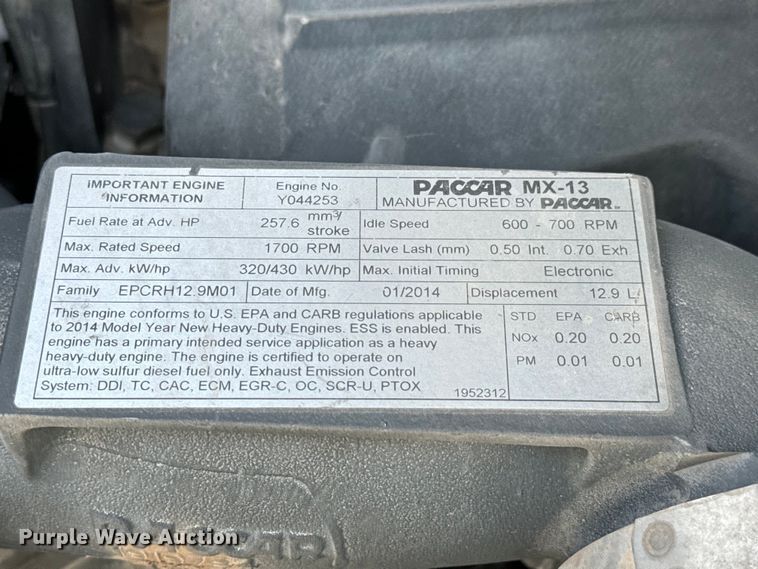 IMPORTANT ENGINE INFORMATION
Engine No. Y044253
PACCAR MX-13
MANUFACTURED BY PACCAR
Fuel Rate at Adv. HP 257.6 mm³/stroke
Idle Speed 600 - 700 RPM
Max. Rated Speed 1700 RPM
Valve Lash (mm) 0.50 Int. 0.70 Exh
Max. Adv. kW/hp 320/430 kW/hp
Max. Initial Timing Electronic
Family EPCRH12.9M01
Date of Mfg. 01/2014
Displacement 12.9 L
This engine conforms to U.S. EPA and CARB regulations applicable
to 2014 Model Year New Heavy-Duty Engines. ESS is enabled. This
engine has a primary intended service application as a heavy
heavy-duty engine. The engine is certified to operate on
ultra-low sulfur diesel fuel only. Exhaust Emission Control
System: DDI, TC, CAC, ECM, EGR-C, OC, SCR-U, PTOX
1952312
STD EPA CARB
NOx 0.20 0.20
PM 0.01 0.01
PACCAR
Purple Wave Auction